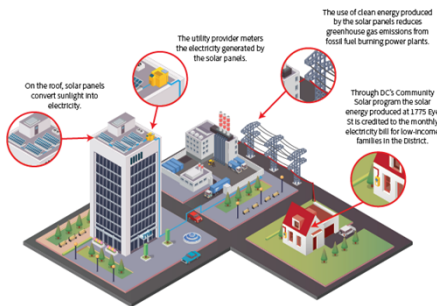 The use of clean energy produced
by the solar panels reduces
greenhouse gas emissions from
fossil fuel burning power plants.
The utility provider meters
the electricity generated by
the solar panels.
On the roof, solar panels
convert sunlight into
electricity.
Through DC's Community
Solar program the solar
energy produced at 1775 Eye
St is credited to the monthly
electricity bill for low-income
families in the District.